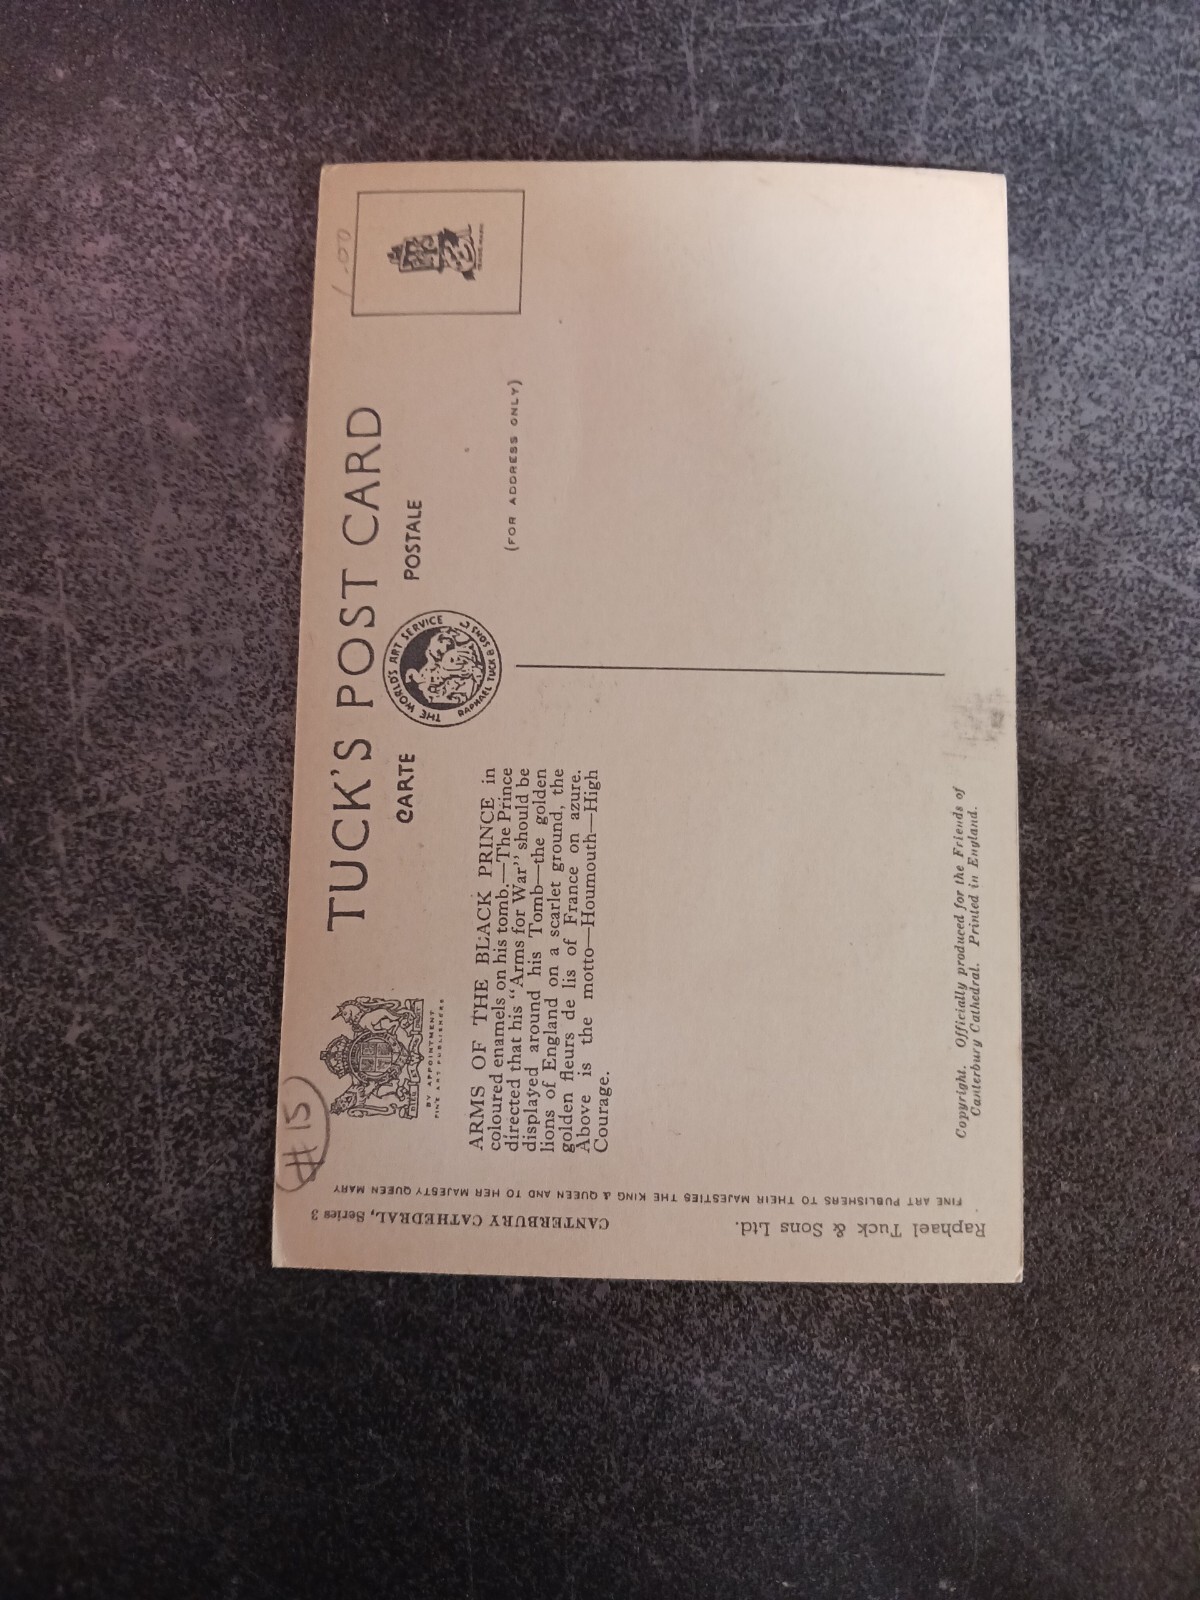 #15
1-00
TUCK'S POST CARD
CARTE POSTALE
THE WORLD'S ART SERVICE
RAPHAEL TUCK & SONS LTD
BY APPOINTMENT
FINE ART PUBLISHERS
(FOR ADDRESS ONLY)
TRADE MARK
ARMS OF THE BLACK PRINCE in
coloured enamels on his tomb.—The Prince
directed that his "Arms for War" should be
displayed around his Tomb—the golden
lions of England on a scarlet ground, the
golden fleurs de lis of France on azure.
Above is the motto—Houmouth—High
Courage.
Copyright. Officially produced for the Friends of
Canterbury Cathedral. Printed in England.
FINE ART PUBLISHERS TO THEIR MAJESTIES THE KING & QUEEN AND TO HER MAJESTY QUEEN MARY
Raphael Tuck & Sons Ltd.
CANTERBURY CATHEDRAL, Series 3